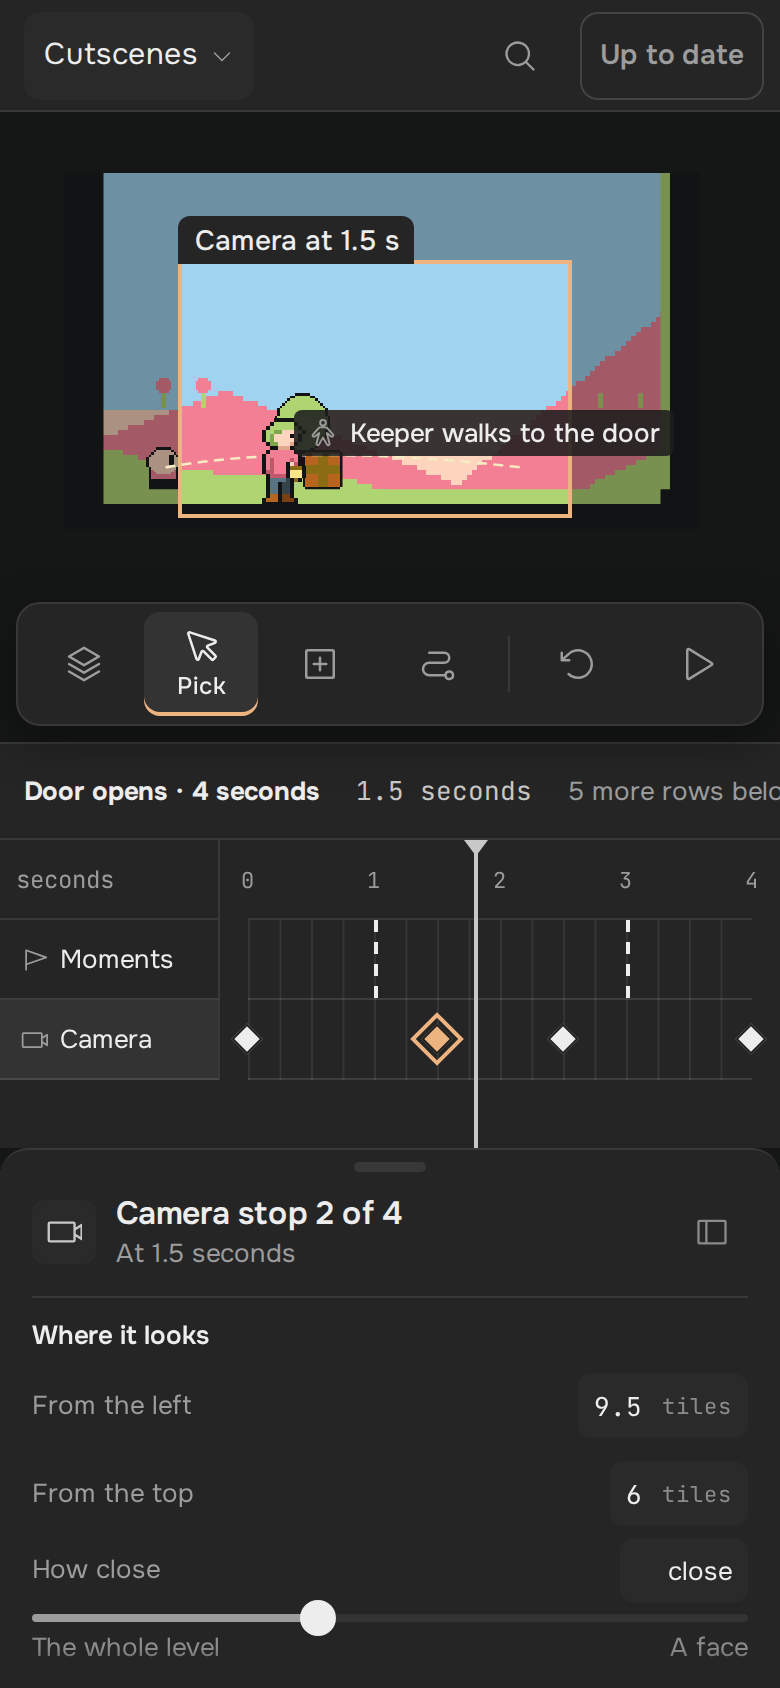 Cutscenes
Up to date
Camera at 1.5 s
Keeper walks to the door
Pick
Door opens · 4 seconds 1.5 seconds 5 more rows
seconds 0 1 2 3 4
Moments
Camera
Camera stop 2 of 4
At 1.5 seconds
Where it looks
From the left 9.5 tiles
From the top 6 tiles
How close close
The whole level A face